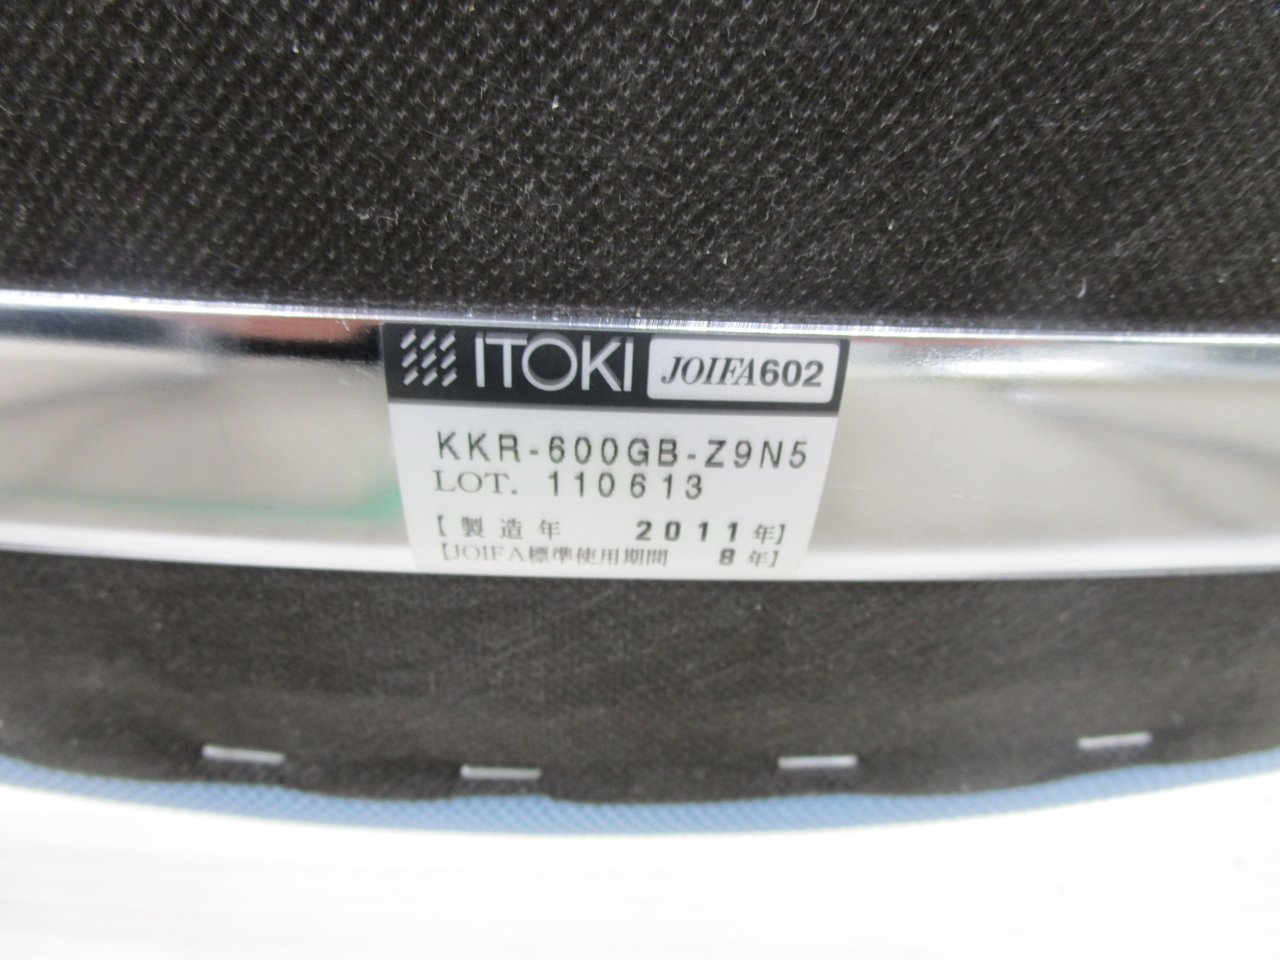 ITOKI JOIFA602
KKR-600GB-Z9N5
LOT. 110613
【製造年 2011年】
【JOIFA標準使用期間 8年】